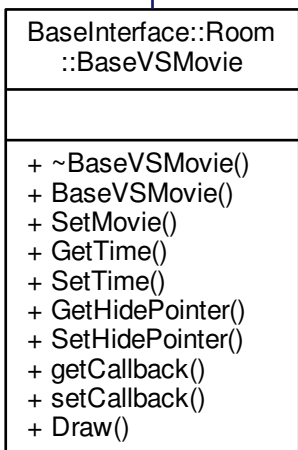 BaseInterface::Room
::BaseVSMovie
+ ~BaseVSMovie()
+ BaseVSMovie()
+ SetMovie()
+ GetTime()
+ SetTime()
+ GetHidePointer()
+ SetHidePointer()
+ getCallback()
+ setCallback()
+ Draw()